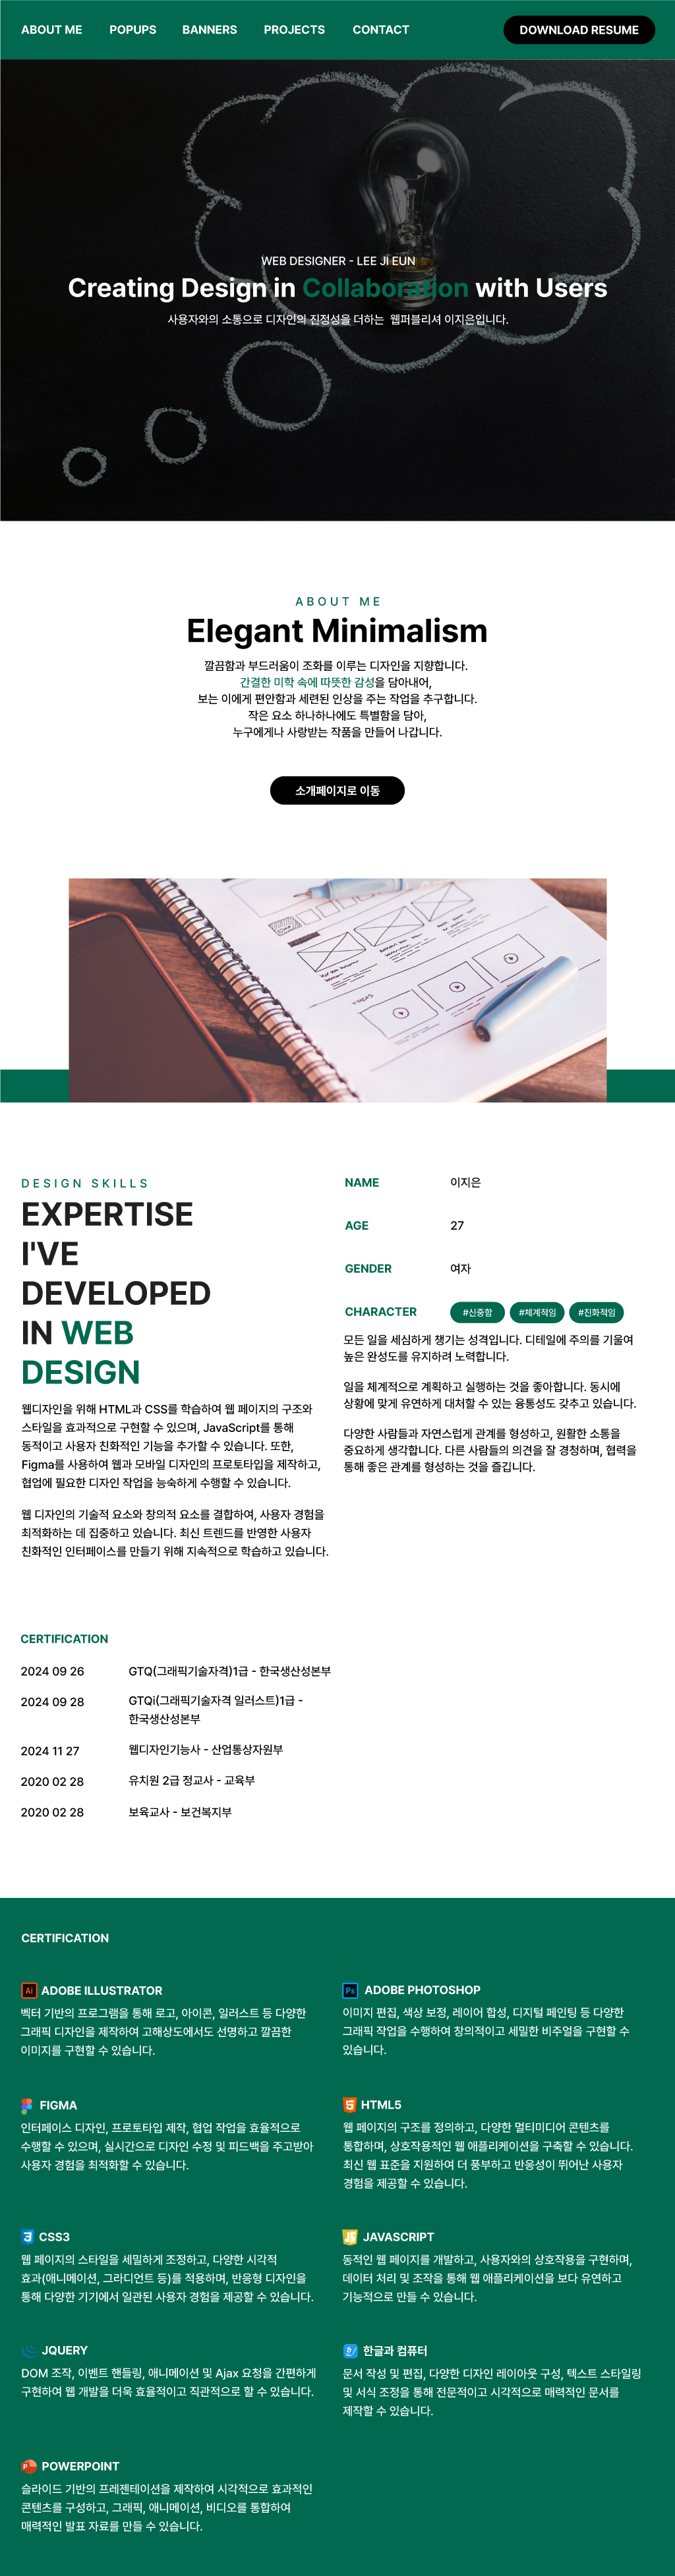 ABOUT ME POPUPS BANNERS PROJECTS CONTACT DOWNLOAD RESUME
WEB DESIGNER - LEE JI EUN
Creating Design in Collaboration with Users
사용자와의 소통으로 디자인의 진정성을 더하는 웹퍼블리셔 이지은입니다.
ABOUT ME
Elegant Minimalism
깔끔함과 부드러움이 조화를 이루는 디자인을 지향합니다.
간결한 미학 속에 따뜻한 감성을 담아내어,
보는 이에게 편안함과 세련된 인상을 주는 작업을 추구합니다.
작은 요소 하나하나에도 특별함을 담아,
누구에게나 사랑받는 작품을 만들어 나갑니다.
소개페이지로 이동
DESIGN SKILLS
EXPERTISE
I'VE
DEVELOPED
IN WEB
DESIGN
웹디자인을 위해 HTML과 CSS를 학습하여 웹 페이지의 구조와
스타일을 효과적으로 구현할 수 있으며, JavaScript를 통해
동적이고 사용자 친화적인 기능을 추가할 수 있습니다. 또한,
Figma를 사용하여 웹과 모바일 디자인의 프로토타입을 제작하고,
협업에 필요한 디자인 작업을 능숙하게 수행할 수 있습니다.
웹 디자인의 기술적 요소와 창의적 요소를 결합하여, 사용자 경험을
최적화하는 데 집중하고 있습니다. 최신 트렌드를 반영한 사용자
친화적인 인터페이스를 만들기 위해 지속적으로 학습하고 있습니다.
NAME 이지은
AGE 27
GENDER 여자
CHARACTER #신중함 #체계적임 #친화적임
모든 일을 세심하게 챙기는 성격입니다. 디테일에 주의를 기울여
높은 완성도를 유지하려 노력합니다.
일을 체계적으로 계획하고 실행하는 것을 좋아합니다. 동시에
상황에 맞게 유연하게 대처할 수 있는 융통성도 갖추고 있습니다.
다양한 사람들과 자연스럽게 관계를 형성하고, 원활한 소통을
중요하게 생각합니다. 다른 사람들의 의견을 잘 경청하며, 협력을
통해 좋은 관계를 형성하는 것을 즐깁니다.
CERTIFICATION
2024 09 26 GTQ(그래픽기술자격)1급 - 한국생산성본부
2024 09 28 GTQi(그래픽기술자격 일러스트)1급 -
한국생산성본부
2024 11 27 웹디자인기능사 - 산업통상자원부
2020 02 28 유치원 2급 정교사 - 교육부
2020 02 28 보육교사 - 보건복지부
CERTIFICATION
Ai ADOBE ILLUSTRATOR
벡터 기반의 프로그램을 통해 로고, 아이콘, 일러스트 등 다양한
그래픽 디자인을 제작하여 고해상도에서도 선명하고 깔끔한
이미지를 구현할 수 있습니다.
Ps ADOBE PHOTOSHOP
이미지 편집, 색상 보정, 레이어 합성, 디지털 페인팅 등 다양한
그래픽 작업을 수행하여 창의적이고 세밀한 비주얼을 구현할 수
있습니다.
FIGMA
인터페이스 디자인, 프로토타입 제작, 협업 작업을 효율적으로
수행할 수 있으며, 실시간으로 디자인 수정 및 피드백을 주고받아
사용자 경험을 최적화할 수 있습니다.
5 HTML5
웹 페이지의 구조를 정의하고, 다양한 멀티미디어 콘텐츠를
통합하며, 상호작용적인 웹 애플리케이션을 구축할 수 있습니다.
최신 웹 표준을 지원하여 더 풍부하고 반응성이 뛰어난 사용자
경험을 제공할 수 있습니다.
3 CSS3
웹 페이지의 스타일을 세밀하게 조정하고, 다양한 시각적
효과(애니메이션, 그라디언트 등)를 적용하며, 반응형 디자인을
통해 다양한 기기에서 일관된 사용자 경험을 제공할 수 있습니다.
JS JAVASCRIPT
동적인 웹 페이지를 개발하고, 사용자와의 상호작용을 구현하며,
데이터 처리 및 조작을 통해 웹 애플리케이션을 보다 유연하고
기능적으로 만들 수 있습니다.
JQUERY
DOM 조작, 이벤트 핸들링, 애니메이션 및 Ajax 요청을 간편하게
구현하여 웹 개발을 더욱 효율적이고 직관적으로 할 수 있습니다.
한글과 컴퓨터
문서 작성 및 편집, 다양한 디자인 레이아웃 구성, 텍스트 스타일링
및 서식 조정을 통해 전문적이고 시각적으로 매력적인 문서를
제작할 수 있습니다.
P POWERPOINT
슬라이드 기반의 프레젠테이션을 제작하여 시각적으로 효과적인
콘텐츠를 구성하고, 그래픽, 애니메이션, 비디오를 통합하여
매력적인 발표 자료를 만들 수 있습니다.